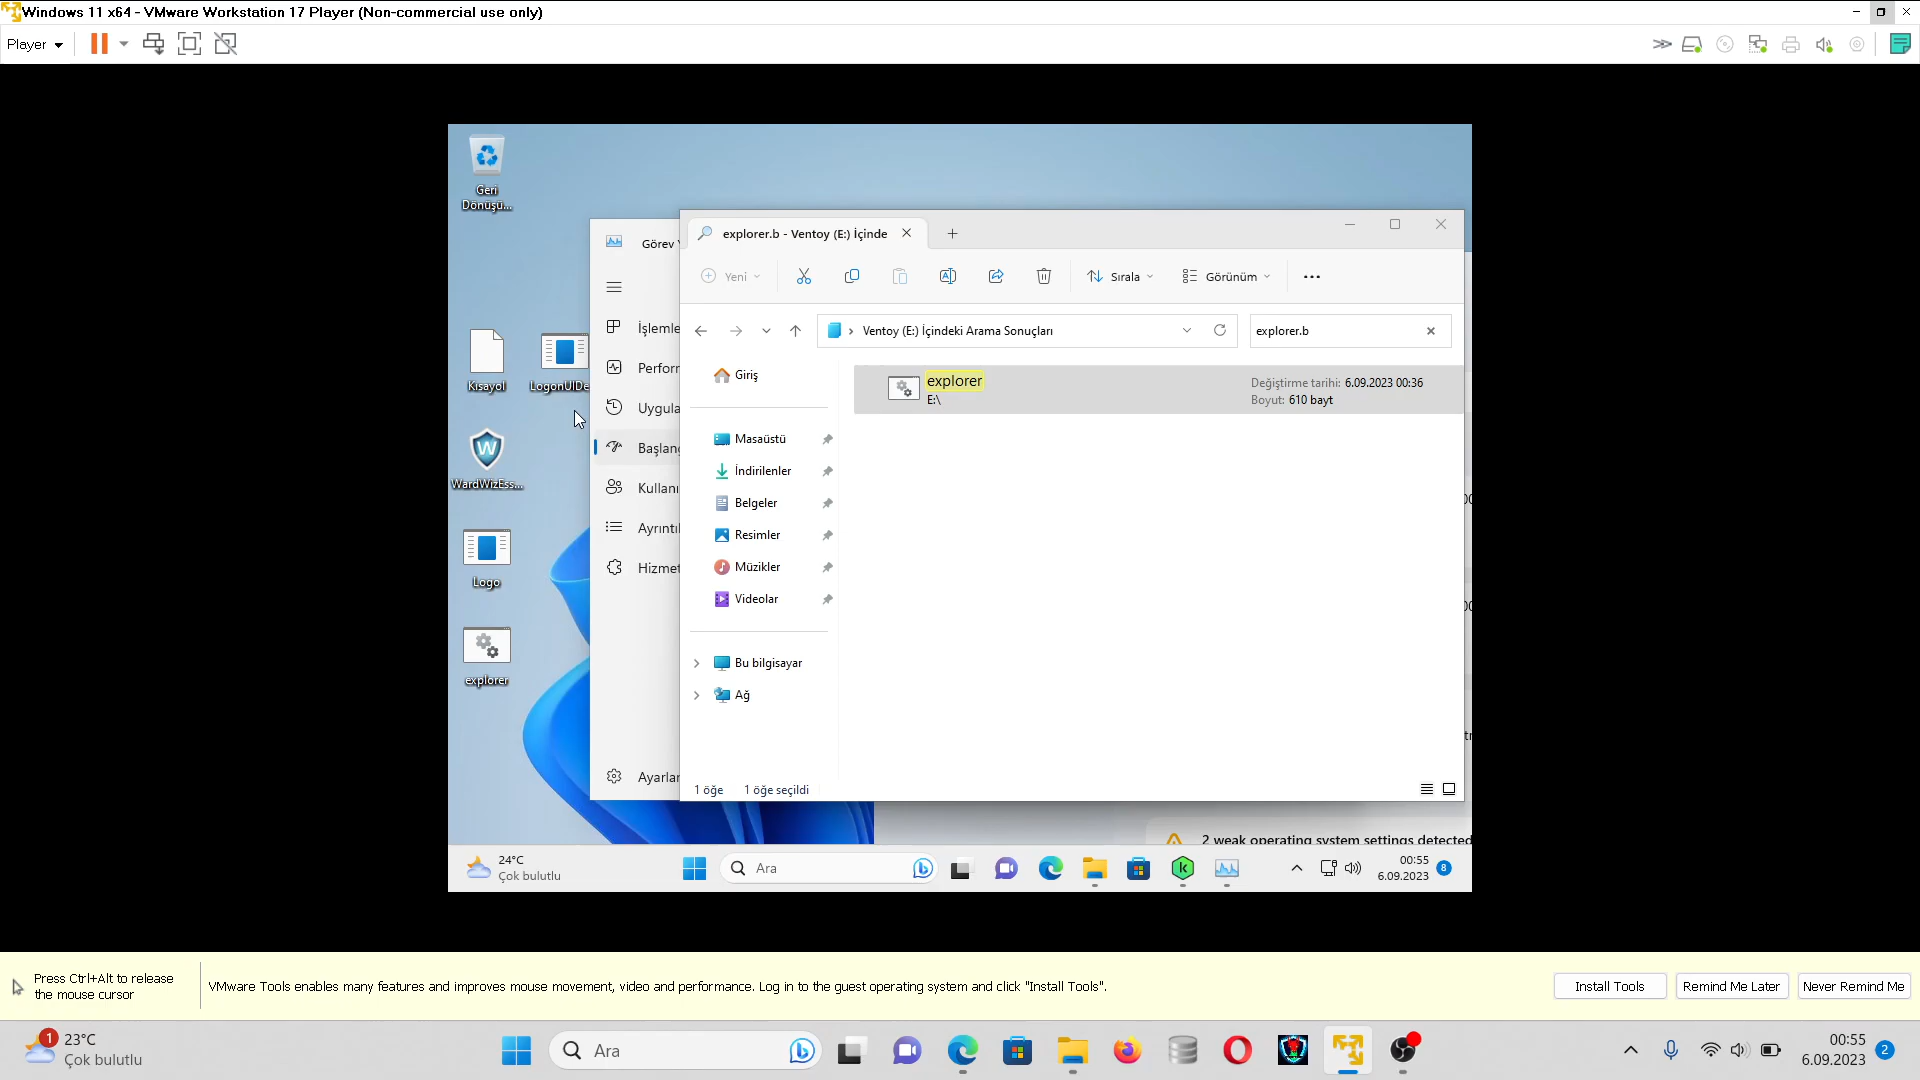 Windows 11 x64 - VMware Workstation 17 Player (Non-commercial use only)
Player
Geri
Dönüşü...
Kısayol
LogonUIDe
WardWizEss...
Logo
explorer
Görev Y
İşlemle
Perform
Uygula
Başlang
Kullanı
Ayrıntıl
Hizmet
Ayarlar
explorer.b - Ventoy (E:) İçinde
Yeni
Sırala
Görünüm
Ventoy (E:) İçindeki Arama Sonuçları
explorer.b
Giriş
Masaüstü
İndirilenler
Belgeler
Resimler
Müzikler
Videolar
Bu bilgisayar
Ağ
explorer
E:\
Değiştirme tarihi: 6.09.2023 00:36
Boyut: 610 bayt
1 öğe 1 öğe seçildi
2 weak operating system settings detected
24°C
Çok bulutlu
Ara
00:55
6.09.2023
8
Press Ctrl+Alt to release
the mouse cursor
VMware Tools enables many features and improves mouse movement, video and performance. Log in to the guest operating system and click "Install Tools".
Install Tools
Remind Me Later
Never Remind Me
1
23°C
Çok bulutlu
Ara
00:55
6.09.2023
2